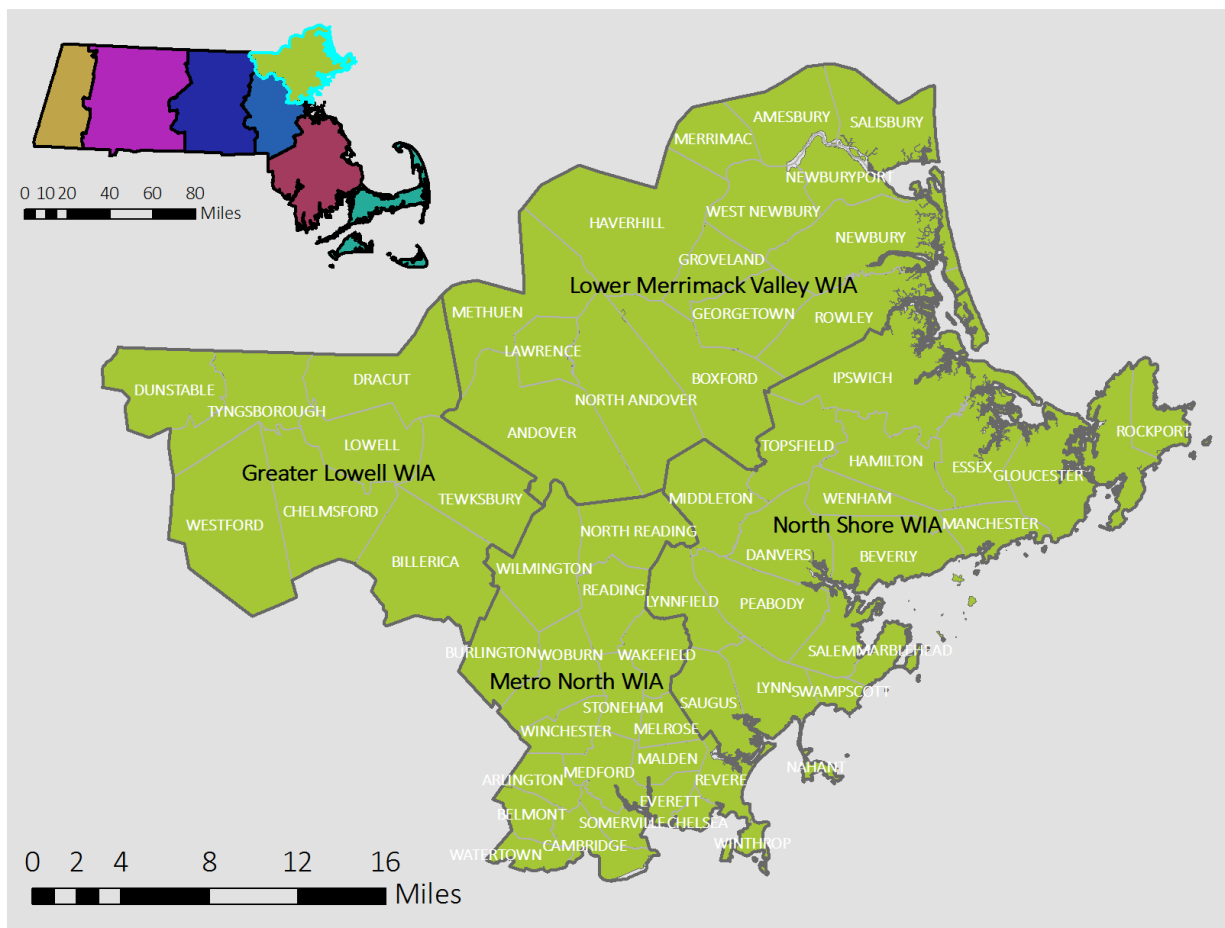 0 10 20 40 60 80
Miles
AMESBURY
SALISBURY
MERRIMAC
NEWBURYPORT
WEST NEWBURY
HAVERHILL
NEWBURY
GROVELAND
Lower Merrimack Valley WIA
METHUEN
GEORGETOWN
ROWLEY
LAWRENCE
DRACUT
BOXFORD
IPSWICH
DUNSTABLE
TYNGSBOROUGH
NORTH ANDOVER
ANDOVER
ROCKPORT
LOWELL
TOPSFIELD
HAMILTON
ESSEX
GLOUCESTER
Greater Lowell WIA
TEWKSBURY
MIDDLETON
WENHAM
WESTFORD
CHELMSFORD
NORTH READING
North Shore WIA
MANCHESTER
BILLERICA
WILMINGTON
DANVERS
BEVERLY
READING
LYNNFIELD
PEABODY
BURLINGTON
WOBURN
WAKEFIELD
SALEM
MARBLEHEAD
Metro North WIA
LYNN
SWAMPSCOTT
STONEHAM
SAUGUS
WINCHESTER
MELROSE
MALDEN
NAHANT
ARLINGTON
MEDFORD
REVERE
EVERETT
BELMONT
SOMERVILLE
CHELSEA
WATERTOWN
CAMBRIDGE
WINTHROP
0 2 4 8 12 16
Miles